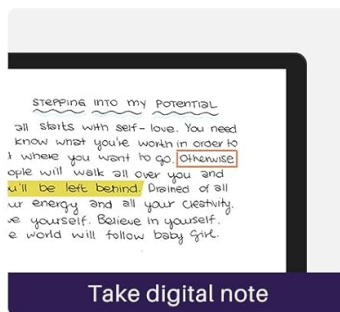 STEPPING INTO MY POTENTIAL
all starts with self-love. You need
know what you're worth in order to
where you want to go. Otherwise
ople will walk all over you and
u'll be left behind. Drained of all
ur energy and all your creativity.
ve yourself. Believe in yourself.
e world will follow baby girl.
Take digital note